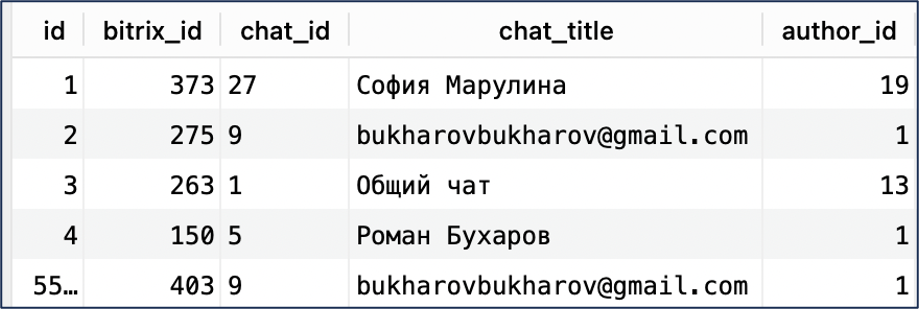 id bitrix_id chat_id chat_title author_id
1 373 27 София Марулина 19
2 275 9 bukharovbukharov@gmail.com 1
3 263 1 Общий чат 13
4 150 5 Роман Бухаров 1
55… 403 9 bukharovbukharov@gmail.com 1